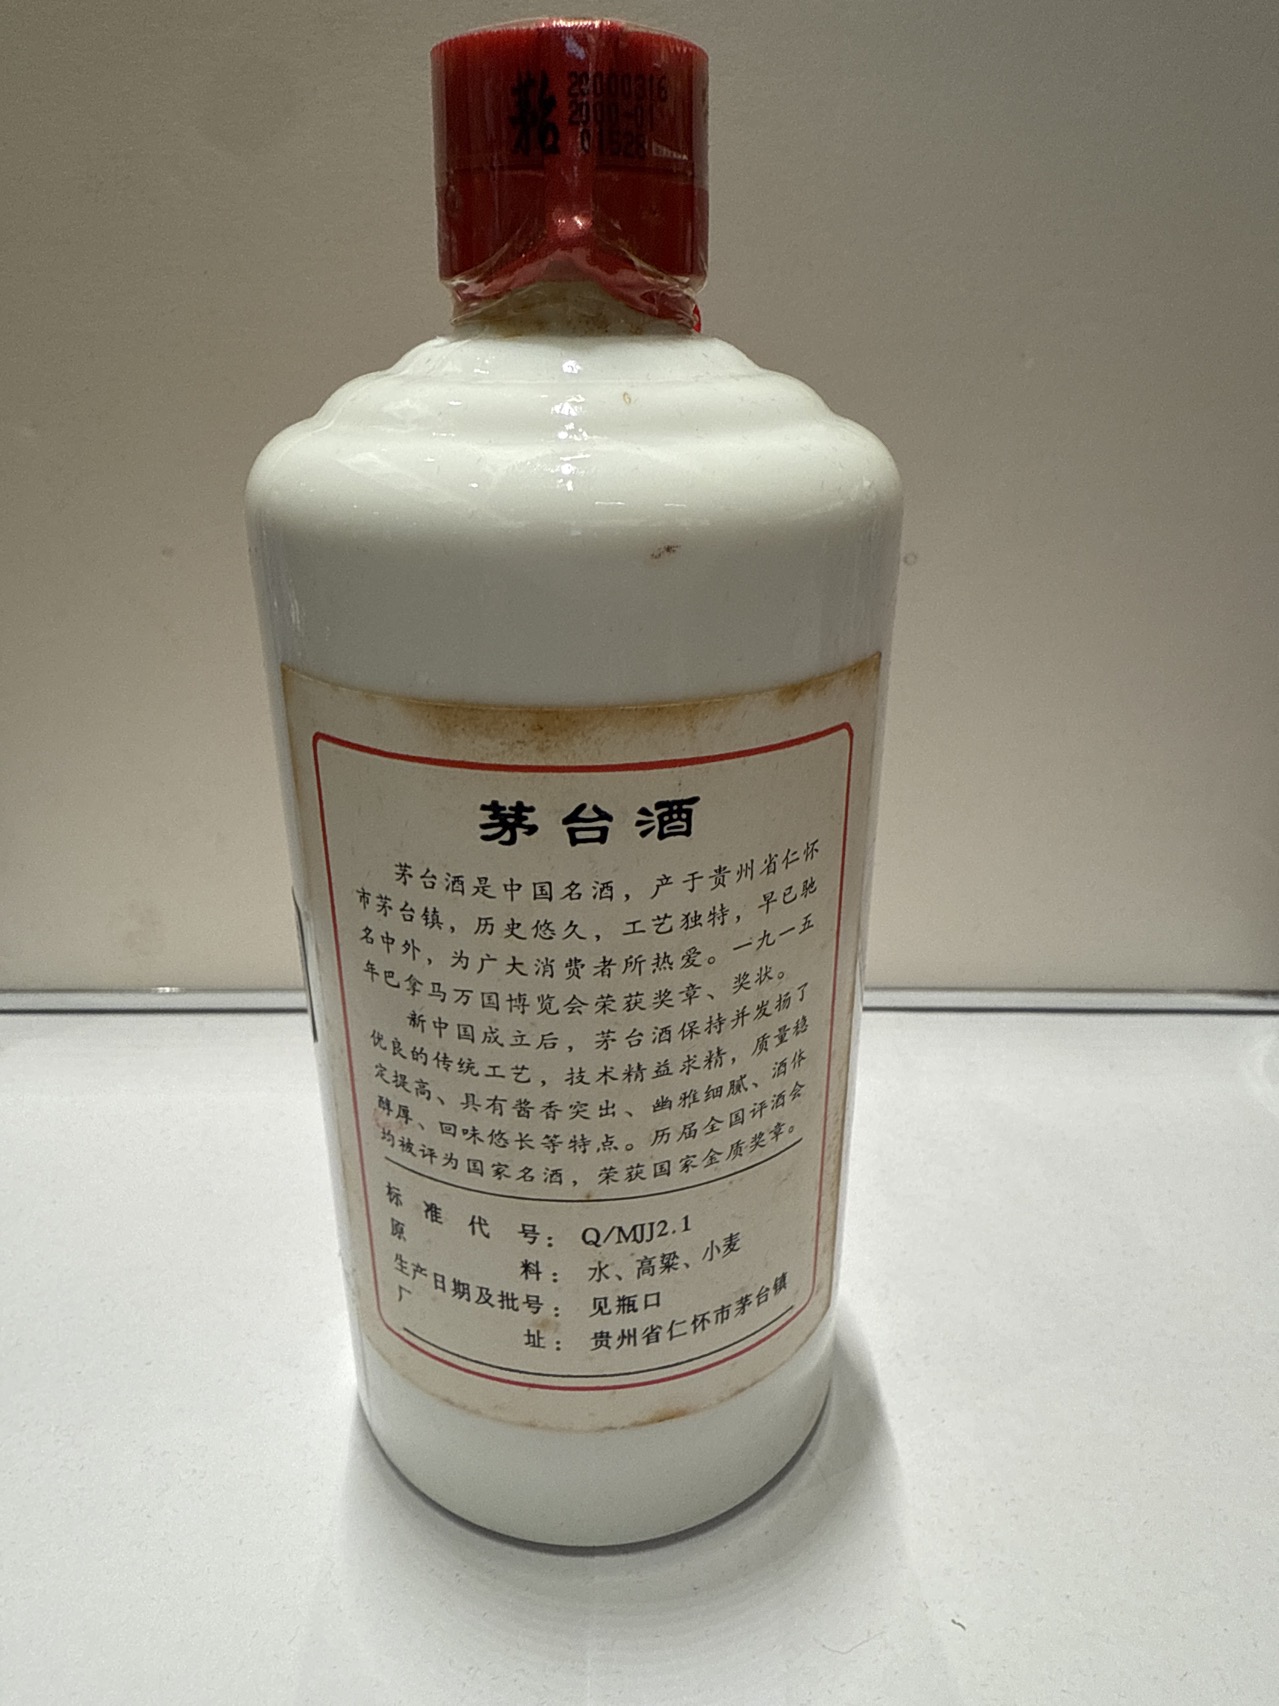 茅台
20000316
2000-01
01526
茅台酒
茅台酒是中国名酒，产于贵州省仁怀
市茅台镇，历史悠久，工艺独特，早已驰
名中外，为广大消费者所热爱。一九一五
年巴拿马万国博览会荣获奖章、奖状。
新中国成立后，茅台酒保持并发扬了
优良的传统工艺，技术精益求精，质量稳
定提高、具有酱香突出、幽雅细腻、酒体
醇厚、回味悠长等特点。历届全国评酒会
均被评为国家名酒，荣获国家金质奖章。
标准代号：Q/MJJ2.1
原料：水、高粱、小麦
生产日期及批号：见瓶口
厂址：贵州省仁怀市茅台镇